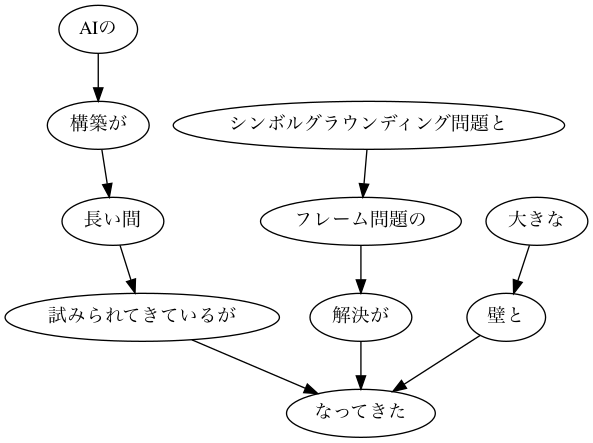 AIの
構築が
シンボルグラウンディング問題と
長い間
フレーム問題の
大きな
試みられてきているが
解決が
壁と
なってきた